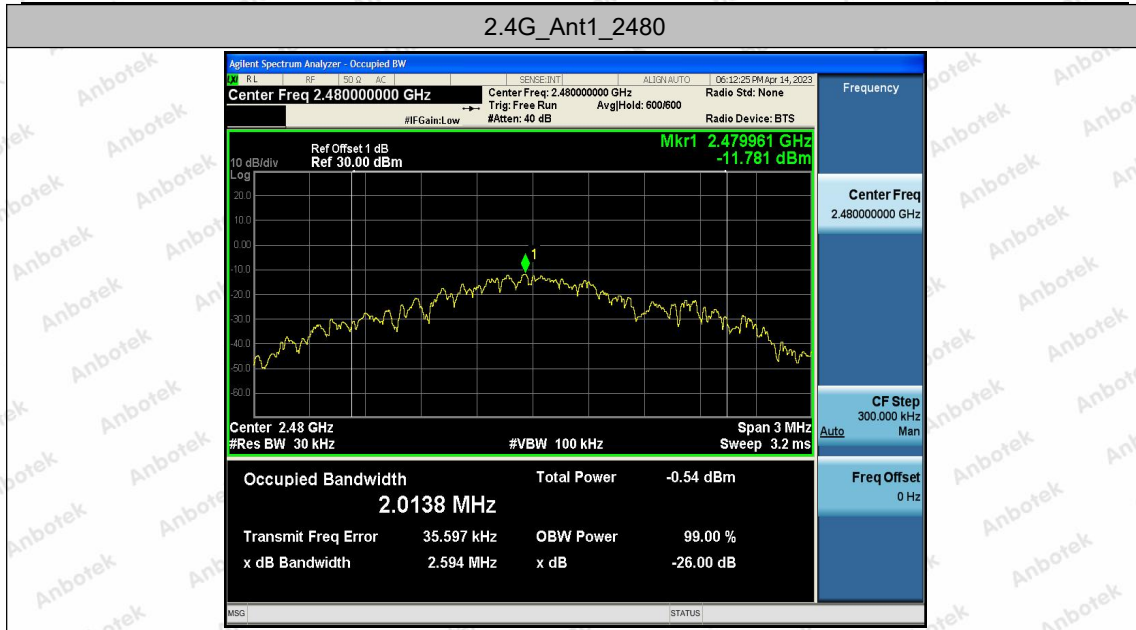 2.4G_Ant1_2480
Agilent Spectrum Analyzer - Occupied BW
LXI RL RF 50 Ω AC SENSE:INT ALIGN AUTO 06:12:25 PM Apr 14, 2023
Center Freq 2.480000000 GHz
Center Freq: 2.480000000 GHz Radio Std: None
Trig: Free Run Avg|Hold: 600/600
#IFGain:Low #Atten: 40 dB Radio Device: BTS
Frequency
Mkr1 2.479961 GHz
-11.781 dBm
Ref Offset 1 dB
10 dB/div Ref 30.00 dBm
Log
20.0
10.0
0.00
-10.0
-20.0
-30.0
-40.0
-50.0
-60.0
1
Center 2.48 GHz Span 3 MHz
#Res BW 30 kHz #VBW 100 kHz Sweep 3.2 ms
Center Freq
2.480000000 GHz
CF Step
300.000 kHz
Auto Man
Freq Offset
0 Hz
Occupied Bandwidth Total Power -0.54 dBm
2.0138 MHz
Transmit Freq Error 35.597 kHz OBW Power 99.00 %
x dB Bandwidth 2.594 MHz x dB -26.00 dB
MSG STATUS
Anbotek